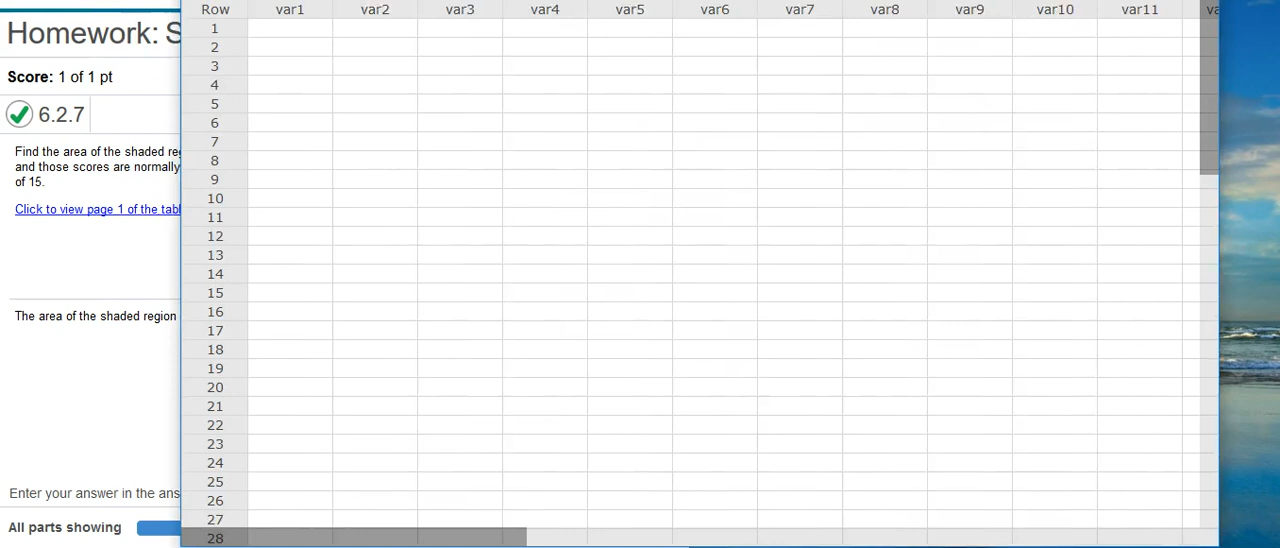 Homework: S
Score: 1 of 1 pt
6.2.7
Find the area of the shaded
and those scores are normally
of 15.
Click to view page 1 of the
The area of the shaded region
Enter your answer in the
All parts showing
Row var1 var2 var3 var4 var5 var6 var7 var8 var9 var10 var11
1
2
3
4
5
6
7
8
9
10
11
12
13
14
15
16
17
18
19
20
21
22
23
24
25
26
27
28